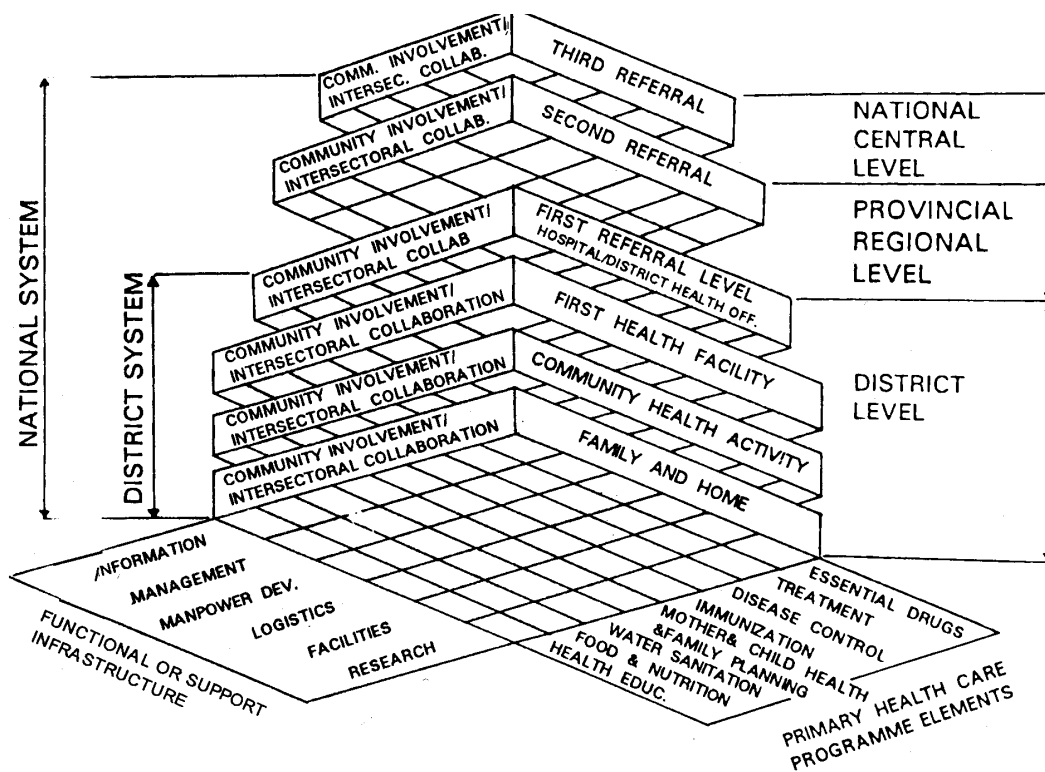 COMM. INVOLVEMENT/
INTERSEC. COLLAB.
THIRD REFERRAL
COMMUNITY INVOLVEMENT/
INTERSECTORAL COLLAB.
SECOND REFERRAL
COMMUNITY INVOLVEMENT/
INTERSECTORAL COLLAB
FIRST REFERRAL LEVEL
HOSPITAL/DISTRICT HEALTH OFF.
COMMUNITY INVOLVEMENT/
INTERSECTORAL COLLABORATION
FIRST HEALTH FACILITY
COMMUNITY INVOLVEMENT/
INTERSECTORAL COLLABORATION
COMMUNITY HEALTH ACTIVITY
COMMUNITY INVOLVEMENT/
INTERSECTORAL COLLABORATION
FAMILY AND HOME
NATIONAL SYSTEM
DISTRICT SYSTEM
NATIONAL
CENTRAL
LEVEL
PROVINCIAL
REGIONAL
LEVEL
DISTRICT
LEVEL
INFORMATION
MANAGEMENT
MANPOWER DEV.
LOGISTICS
FACILITIES
RESEARCH
FUNCTIONAL OR SUPPORT
INFRASTRUCTURE
ESSENTIAL DRUGS
TREATMENT
DISEASE CONTROL
IMMUNIZATION
MOTHER & CHILD HEALTH
&FAMILY PLANNING
WATER SANITATION
FOOD & NUTRITION
HEALTH EDUC.
PRIMARY HEALTH CARE
PROGRAMME ELEMENTS